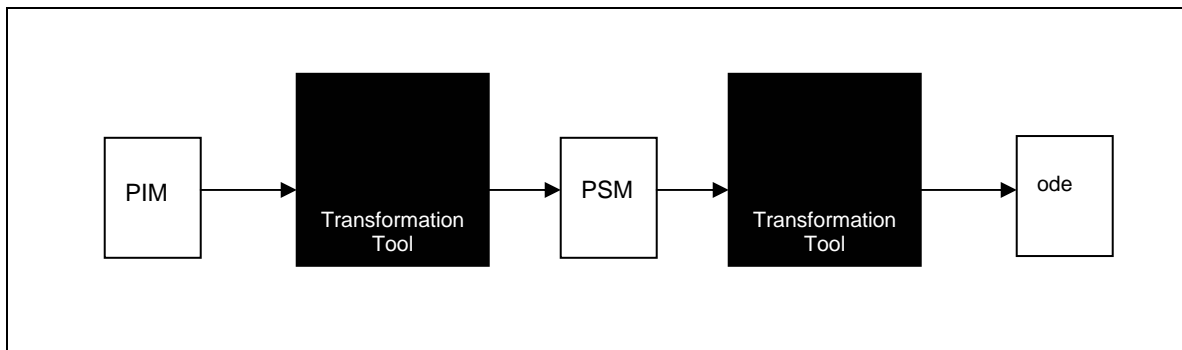 PIM
Transformation
Tool
PSM
Transformation
Tool
ode